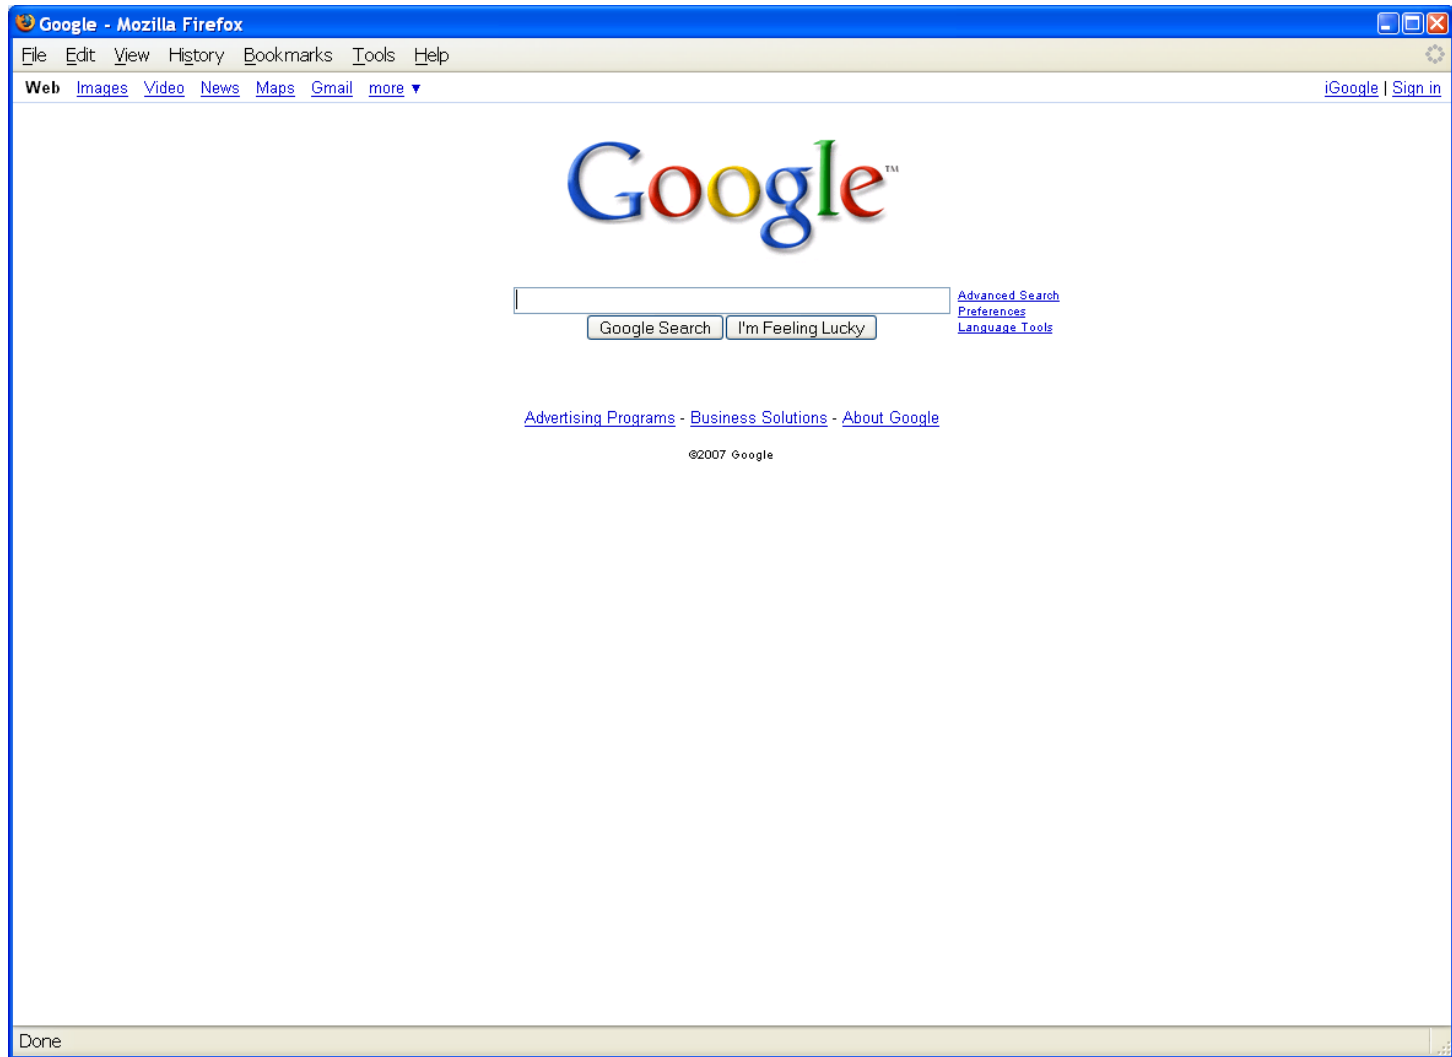 Google - Mozilla Firefox
File Edit View History Bookmarks Tools Help
Web Images Video News Maps Gmail more ▼ iGoogle | Sign in
Google™
Advanced Search
Preferences
Language Tools
Google Search I'm Feeling Lucky
Advertising Programs - Business Solutions - About Google
©2007 Google
Done